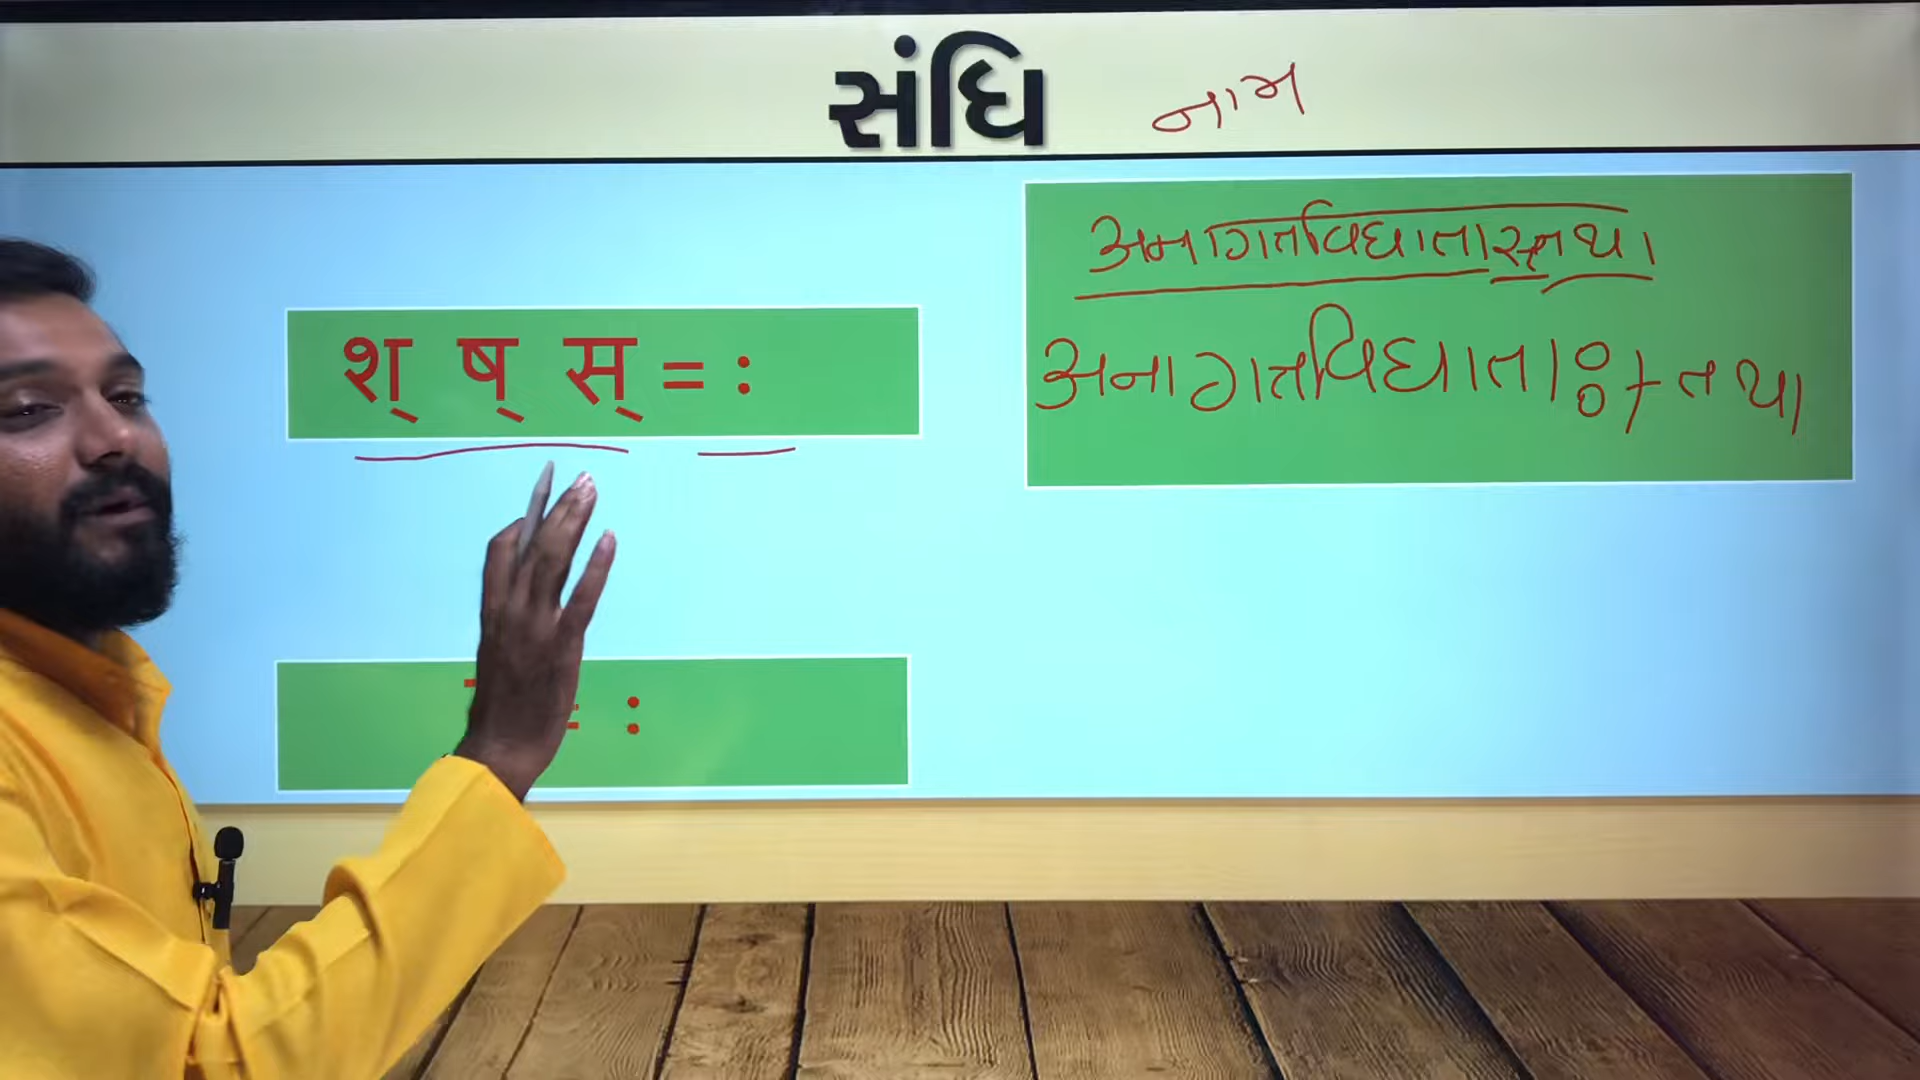 સંધિ
નામ
अनागतविधातास्तथा
श् ष् स् = :
अनागतविधाताः + तथा
= :